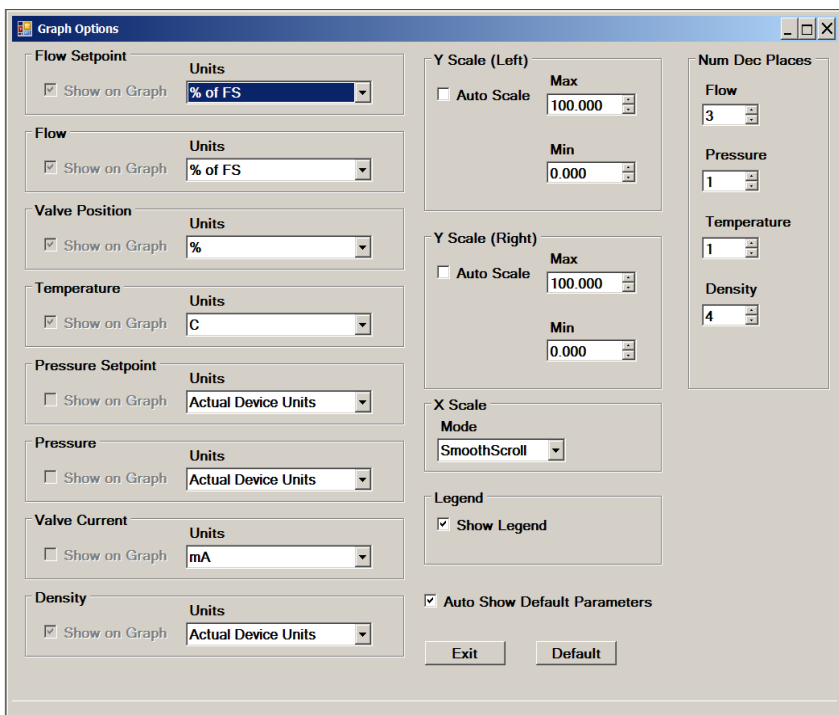 Graph Options
Flow Setpoint
Units
Show on Graph
% of FS
Flow
Units
Show on Graph
% of FS
Valve Position
Units
Show on Graph
%
Temperature
Units
Show on Graph
C
Pressure Setpoint
Units
Show on Graph
Actual Device Units
Pressure
Units
Show on Graph
Actual Device Units
Valve Current
Units
Show on Graph
mA
Density
Units
Show on Graph
Actual Device Units
Y Scale (Left)
Max
Auto Scale
100.000
Min
0.000
Y Scale (Right)
Max
Auto Scale
100.000
Min
0.000
X Scale
Mode
SmoothScroll
Legend
Show Legend
Auto Show Default Parameters
Exit
Default
Num Dec Places
Flow
3
Pressure
1
Temperature
1
Density
4